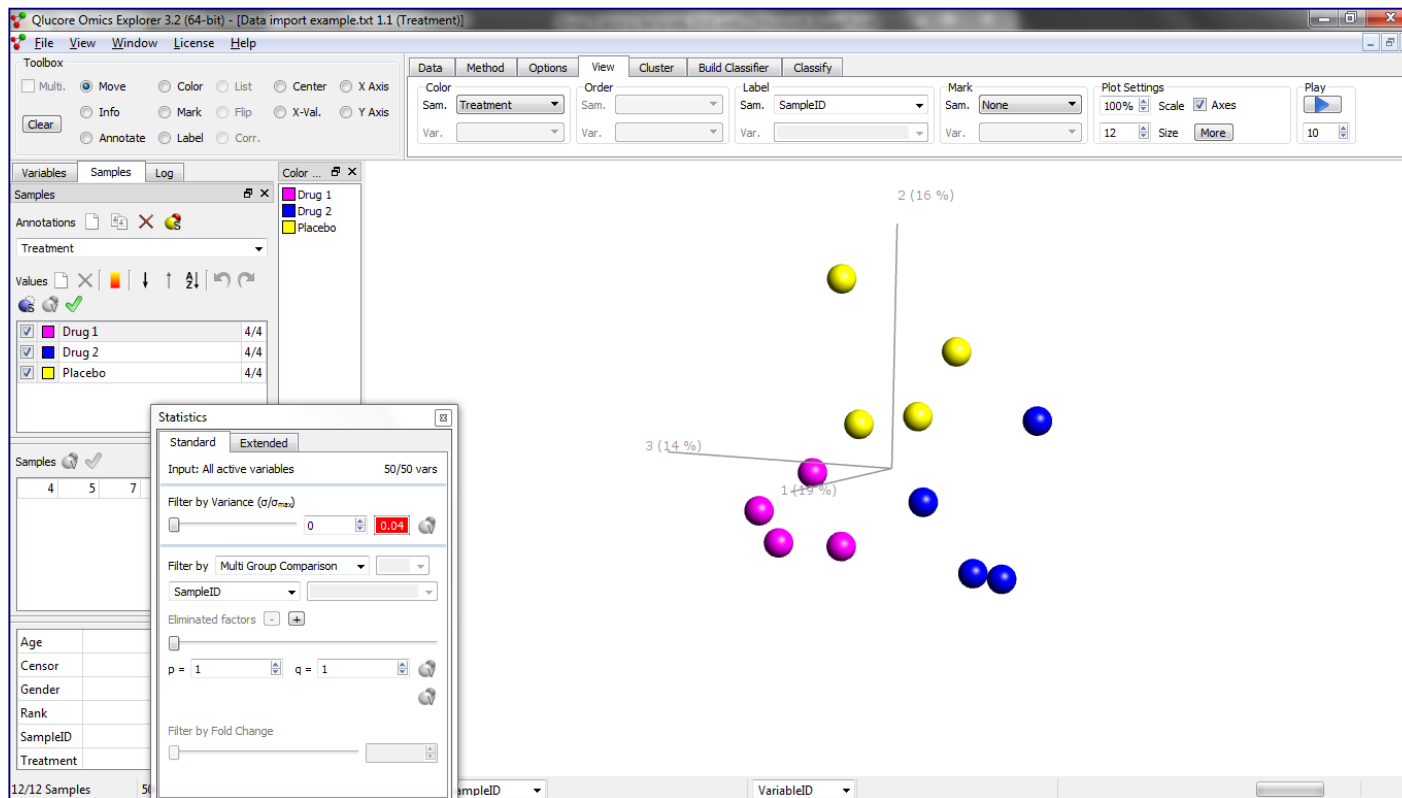 Qlucore Omics Explorer 3.2 (64-bit) - [Data import example.txt 1.1 (Treatment)]
File View Window License Help
Toolbox
Multi. Move Color List Center X Axis
Info Mark Flip X-Val. Y Axis
Clear
Annotate Label Corr.
Data Method Options View Cluster Build Classifier Classify
Color Order Label Mark Plot Settings Play
Sam. Treatment Sam. Sam. SampleID Sam. None 100% Scale Axes
Var. Var. Var. Var. 12 Size More 10
Variables Samples Log
Samples
Annotations
Treatment
Values
Drug 1 4/4
Drug 2 4/4
Placebo 4/4
Color ...
Drug 1
Drug 2
Placebo
2 (16 %)
3 (14 %)
1 (19 %)
Samples
4 5 7
Statistics
Standard Extended
Input: All active variables 50/50 vars
Filter by Variance (σ/σmax)
0 0.04
Filter by Multi Group Comparison
SampleID
Eliminated factors - +
p = 1 q = 1
Filter by Fold Change
Age
Censor
Gender
Rank
SampleID
Treatment
12/12 Samples 50 ampleID VariableID